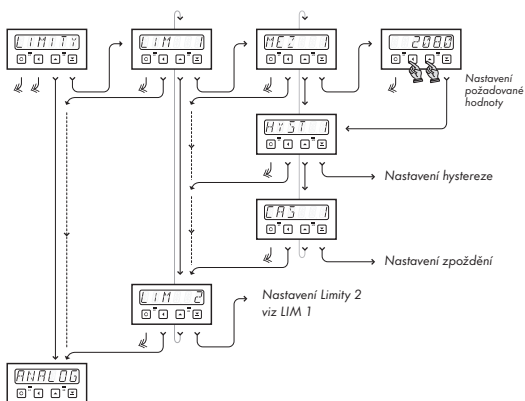 LIMITY
LIM 1
MEZ 1
208.0
Nastavení
požadované
hodnoty
HYST 1
Nastavení hystereze
CAS 1
Nastavení zpoždění
LIM 2
Nastavení Limity 2
viz LIM 1
ANALOG